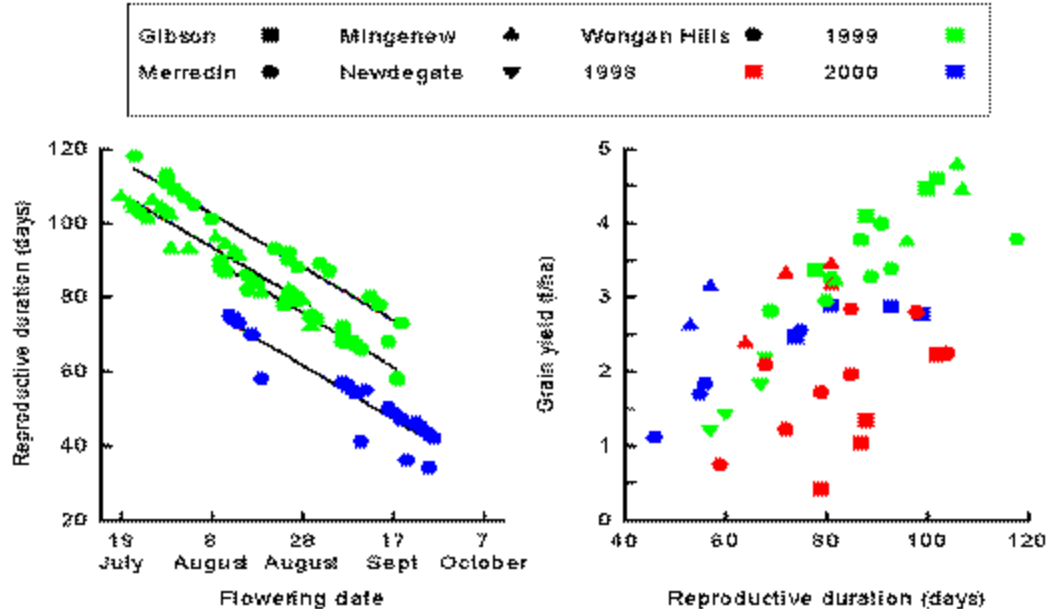 Gibson Mingenew Wongan Hills 1999
Merredin Newdegate 1998 2000
Reproductive duration (days)
120
100
80
60
40
20
19 8 28 17 7
July August August Sept October
Flowering date
Grain yield (t/ha)
5
4
3
2
1
0
40 60 80 100 120
Reproductive duration (days)